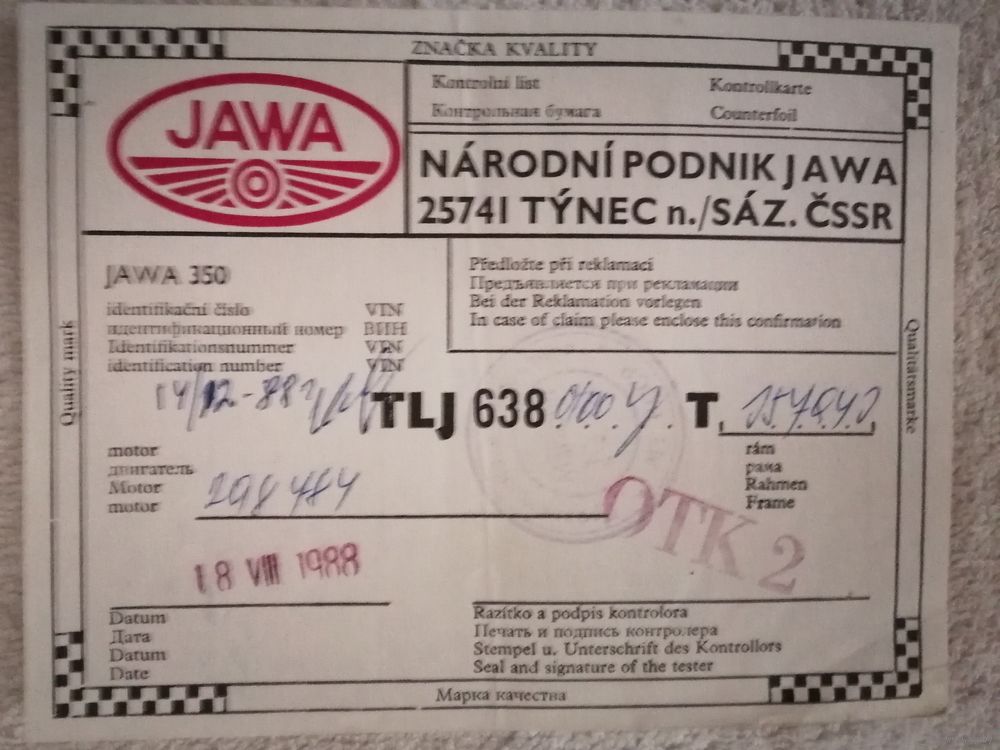 ZNAČKA KVALITY
JAWA
Kontrolní list
Kontrollkarte
Контрольная бумага
Counterfoil
NÁRODNÍ PODNIK JAWA
25741 TÝNEC n./SÁZ. ČSSR
JAWA 350
Předložte při reklamaci
Предъявляется при рекламации
Bei der Reklamation vorlegen
In case of claim please enclose this confirmation
identifikační číslo VIN
идентификационный номер ВИН
Identifikationsnummer VIN
identification number VIN
Quality mark
Qualitätsmarke
TLJ 638 T
motor
двигатель
Motor
motor
298484
rám
рама
Rahmen
Frame
OTK 2
18 VIII 1988
Datum
Дата
Datum
Date
Razítko a podpis kontrolora
Печать и подпись контролера
Stempel u. Unterschrift des Kontrollors
Seal and signature of the tester
Марка качества